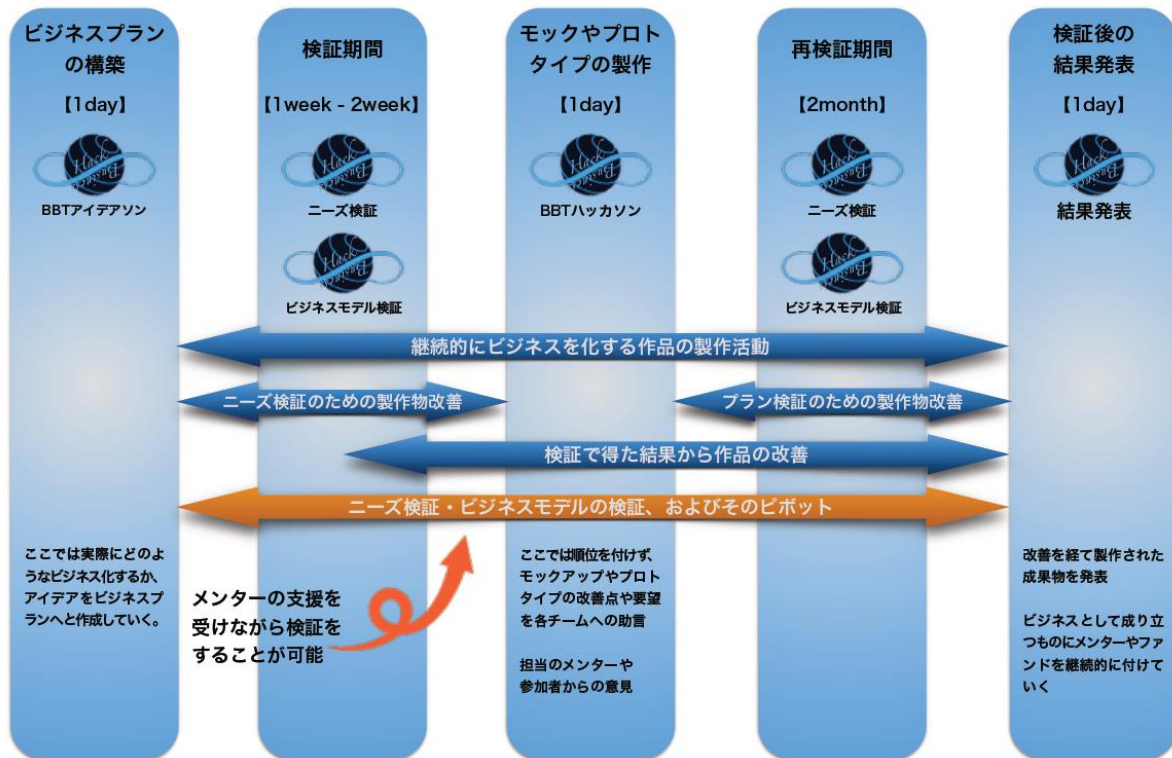 ビジネスプラン
の構築
【1day】
Hack
Business
BBTアイデアソン
検証期間
【1week - 2week】
Hack
Business
ニーズ検証
Hack
Business
ビジネスモデル検証
モックやプロト
タイプの製作
【1day】
Hack
Business
BBTハッカソン
再検証期間
【2month】
Hack
Business
ニーズ検証
Hack
Business
ビジネスモデル検証
検証後の
結果発表
【1day】
Hack
Business
結果発表
継続的にビジネスを化する作品の製作活動
ニーズ検証のための製作物改善
プラン検証のための製作物改善
検証で得た結果から作品の改善
ニーズ検証・ビジネスモデルの検証、およびそのピボット
ここでは実際にどのよ
うなビジネス化するか、
アイデアをビジネスプ
ランへと作成していく。
メンターの支援を
受けながら検証を
することが可能
ここでは順位を付けず、
モックアップやプロト
タイプの改善点や要望
を各チームへの助言
担当のメンターや
参加者からの意見
改善を経て製作された
成果物を発表
ビジネスとして成り立
つものにメンターやファ
ンドを継続的に付けて
いく